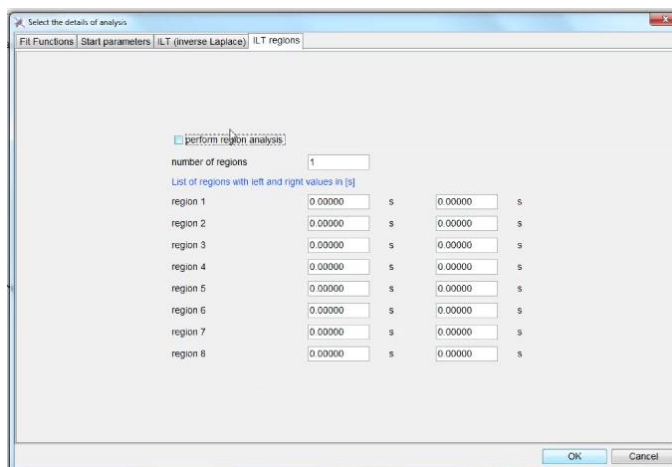 Select the details of analysis
Fit Functions Start parameters ILT (inverse Laplace) ILT regions
perform region analysis
number of regions 1
List of regions with left and right values in [s]
region 1 0.00000 s 0.00000 s
region 2 0.00000 s 0.00000 s
region 3 0.00000 s 0.00000 s
region 4 0.00000 s 0.00000 s
region 5 0.00000 s 0.00000 s
region 6 0.00000 s 0.00000 s
region 7 0.00000 s 0.00000 s
region 8 0.00000 s 0.00000 s
OK Cancel